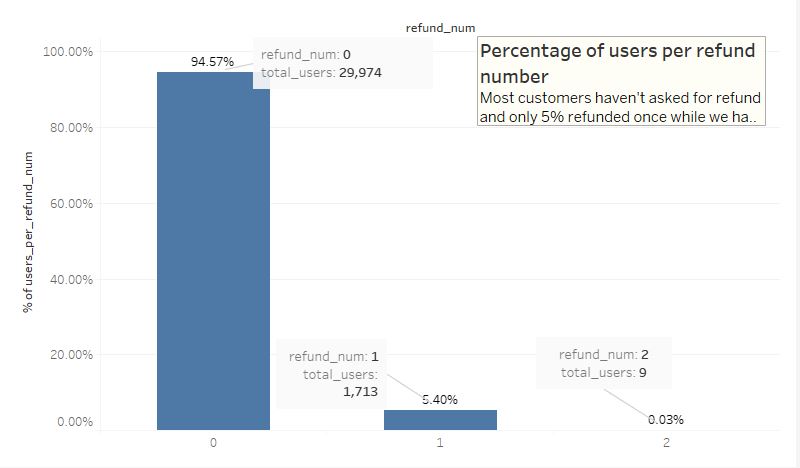 refund_num
Percentage of users per refund
number
Most customers haven't asked for refund
and only 5% refunded once while we ha..
100.00%
80.00%
60.00%
40.00%
20.00%
0.00%
% of users_per_refund_num
94.57%
refund_num: 0
total_users: 29,974
refund_num: 1
total_users:
1,713
5.40%
refund_num: 2
total_users: 9
0.03%
0
1
2